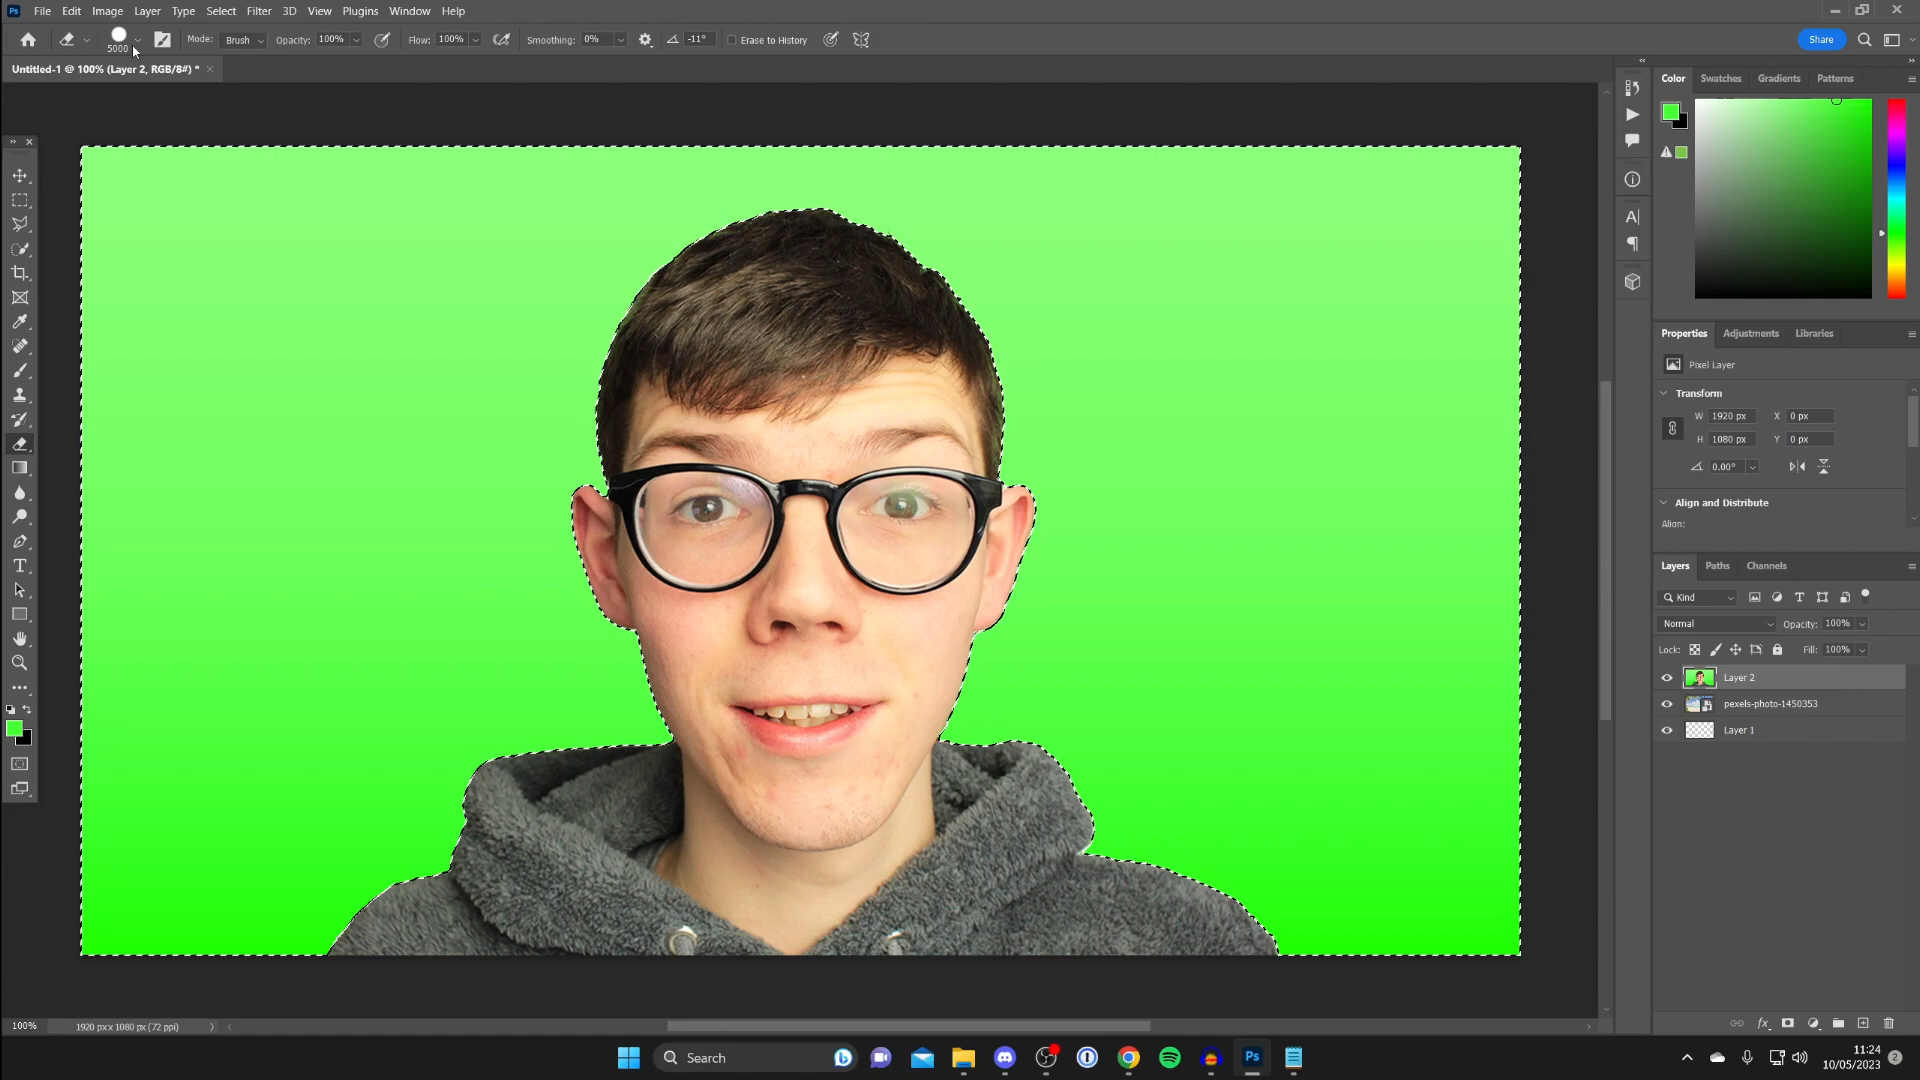 Ps File Edit Image Layer Type Select Filter 3D View Plugins Window Help
5000 Mode: Brush Opacity: 100% Flow: 100% Smoothing: 0% -11° Erase to History Share
Untitled-1 @ 100% (Layer 2, RGB/8#) *
Color Swatches Gradients Patterns
Properties Adjustments Libraries
Pixel Layer
Transform
W 1920 px X 0 px
H 1080 px Y 0 px
0.00°
Align and Distribute
Align:
Layers Paths Channels
Kind
Normal Opacity: 100%
Lock: Fill: 100%
Layer 2
pexels-photo-1450353
Layer 1
fx
100% 1920 px x 1080 px (72 ppi)
Search
Ps
11:24
10/05/2023
2